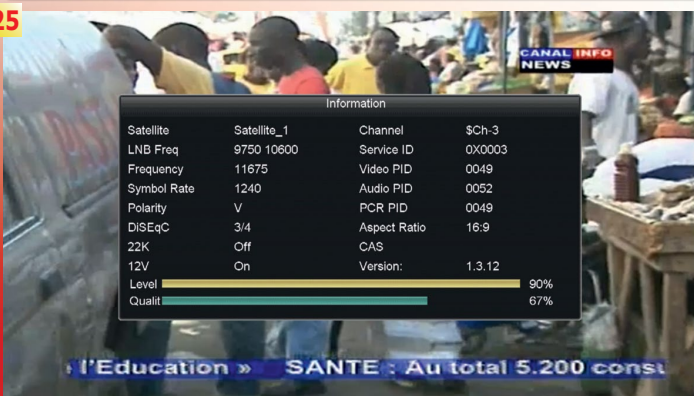 25
CANAL INFO
NEWS
Information
Satellite Satellite_1 Channel $Ch-3
LNB Freq 9750 10600 Service ID 0X0003
Frequency 11675 Video PID 0049
Symbol Rate 1240 Audio PID 0052
Polarity V PCR PID 0049
DiSEqC 3/4 Aspect Ratio 16:9
22K Off CAS
12V On Version: 1.3.12
Level 90%
Qualit 67%
l'Education » SANTE : Au total 5.200 consu